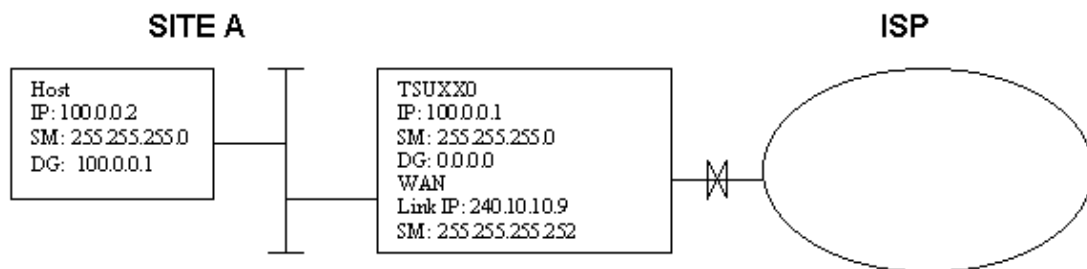 SITE A
ISP
Host
IP: 100.0.0.2
SM: 255.255.255.0
DG: 100.0.0.1
TSUXX0
IP: 100.0.0.1
SM: 255.255.255.0
DG: 0.0.0.0
WAN
Link IP: 240.10.10.9
SM: 255.255.255.252